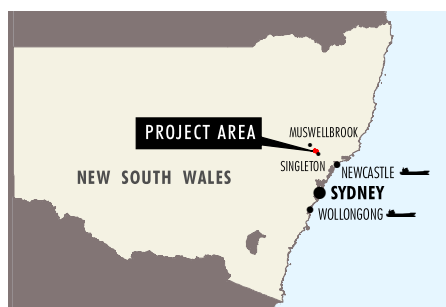 PROJECT AREA
MUSWELLBROOK
SINGLETON
NEWCASTLE
NEW SOUTH WALES
SYDNEY
WOLLONGONG